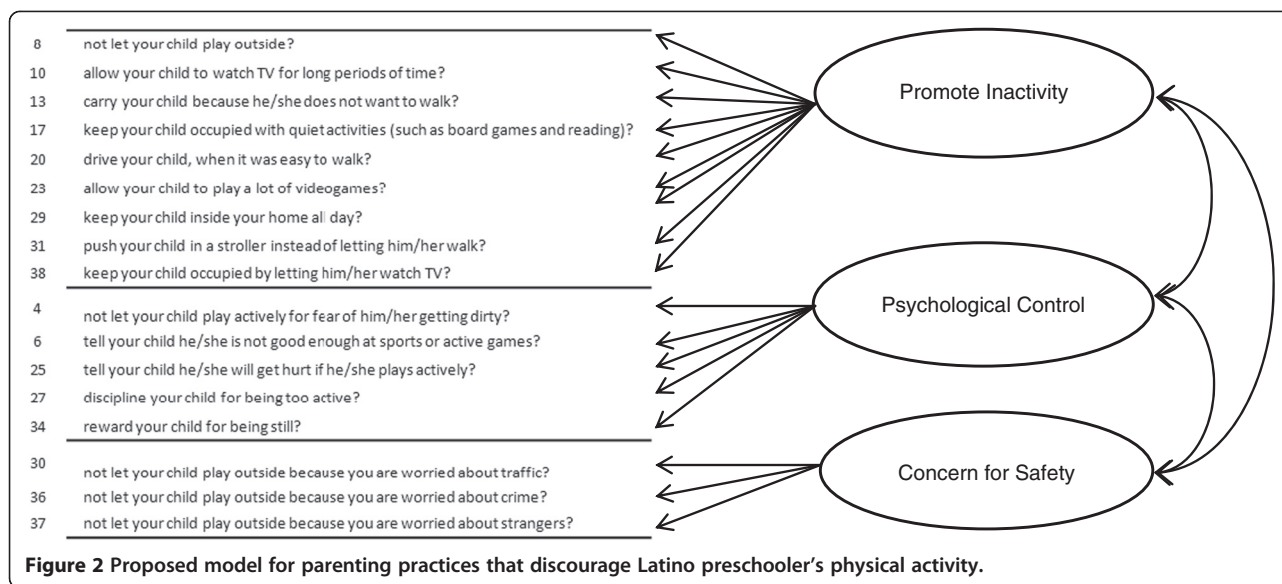 8 not let your child play outside?
10 allow your child to watch TV for long periods of time?
13 carry your child because he/she does not want to walk?
17 keep your child occupied with quiet activities (such as board games and reading)?
20 drive your child, when it was easy to walk?
23 allow your child to play a lot of videogames?
29 keep your child inside your home all day?
31 push your child in a stroller instead of letting him/her walk?
38 keep your child occupied by letting him/her watch TV?
4 not let your child play actively for fear of him/her getting dirty?
6 tell your child he/she is not good enough at sports or active games?
25 tell your child he/she will get hurt if he/she plays actively?
27 discipline your child for being too active?
34 reward your child for being still?
30 not let your child play outside because you are worried about traffic?
36 not let your child play outside because you are worried about crime?
37 not let your child play outside because you are worried about strangers?
Promote Inactivity
Psychological Control
Concern for Safety
Figure 2 Proposed model for parenting practices that discourage Latino preschooler's physical activity.